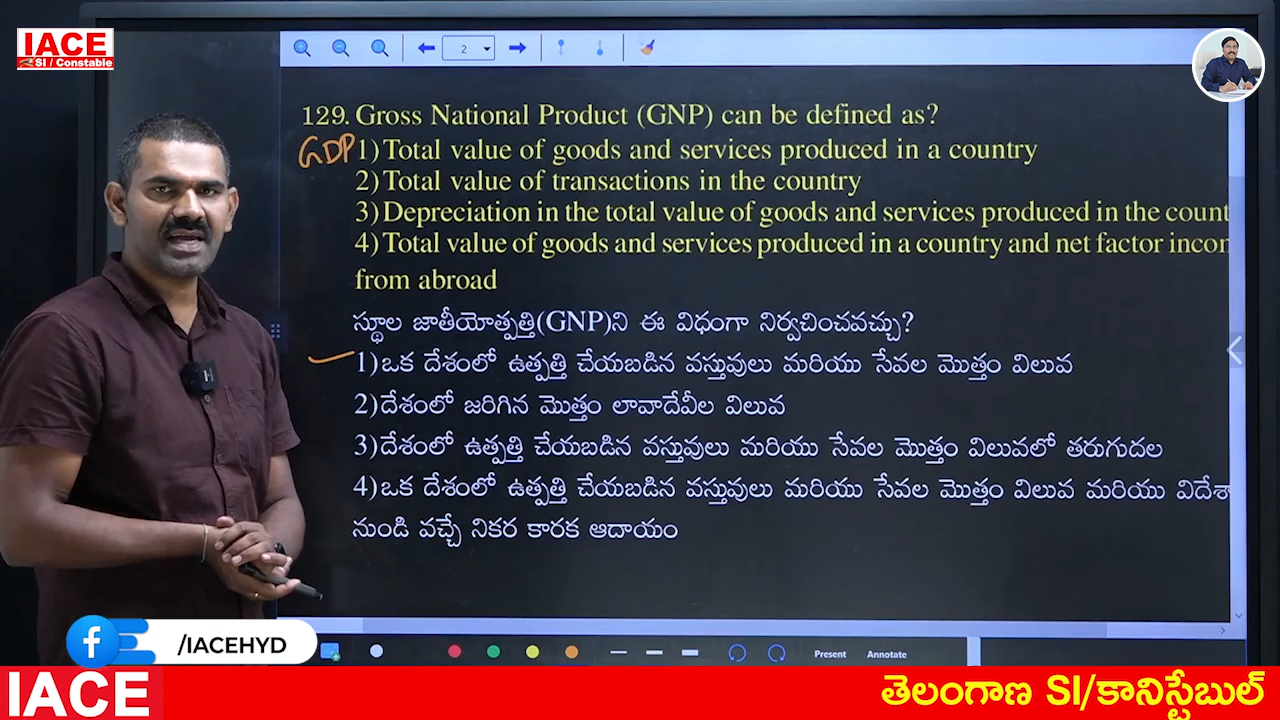 IACE
SI / Constable
2
129. Gross National Product (GNP) can be defined as?
GDP 1) Total value of goods and services produced in a country
2) Total value of transactions in the country
3) Depreciation in the total value of goods and services produced in the
4) Total value of goods and services produced in a country and net factor
from abroad
స్థూల జాతీయోత్పత్తి(GNP)ని ఈ విధంగా నిర్వచించవచ్చు?
1) ఒక దేశంలో ఉత్పత్తి చేయబడిన వస్తువులు మరియు సేవల మొత్తం విలువ
2) దేశంలో జరిగిన మొత్తం లావాదేవీల విలువ
3) దేశంలో ఉత్పత్తి చేయబడిన వస్తువులు మరియు సేవల మొత్తం విలువలో తరుగుదల
4) ఒక దేశంలో ఉత్పత్తి చేయబడిన వస్తువులు మరియు సేవల మొత్తం విలువ మరియు
నుండి వచ్చే నికర కారక ఆదాయం
/IACEHYD
Present Annotate
IACE
తెలంగాణ SI/కానిస్టేబుల్